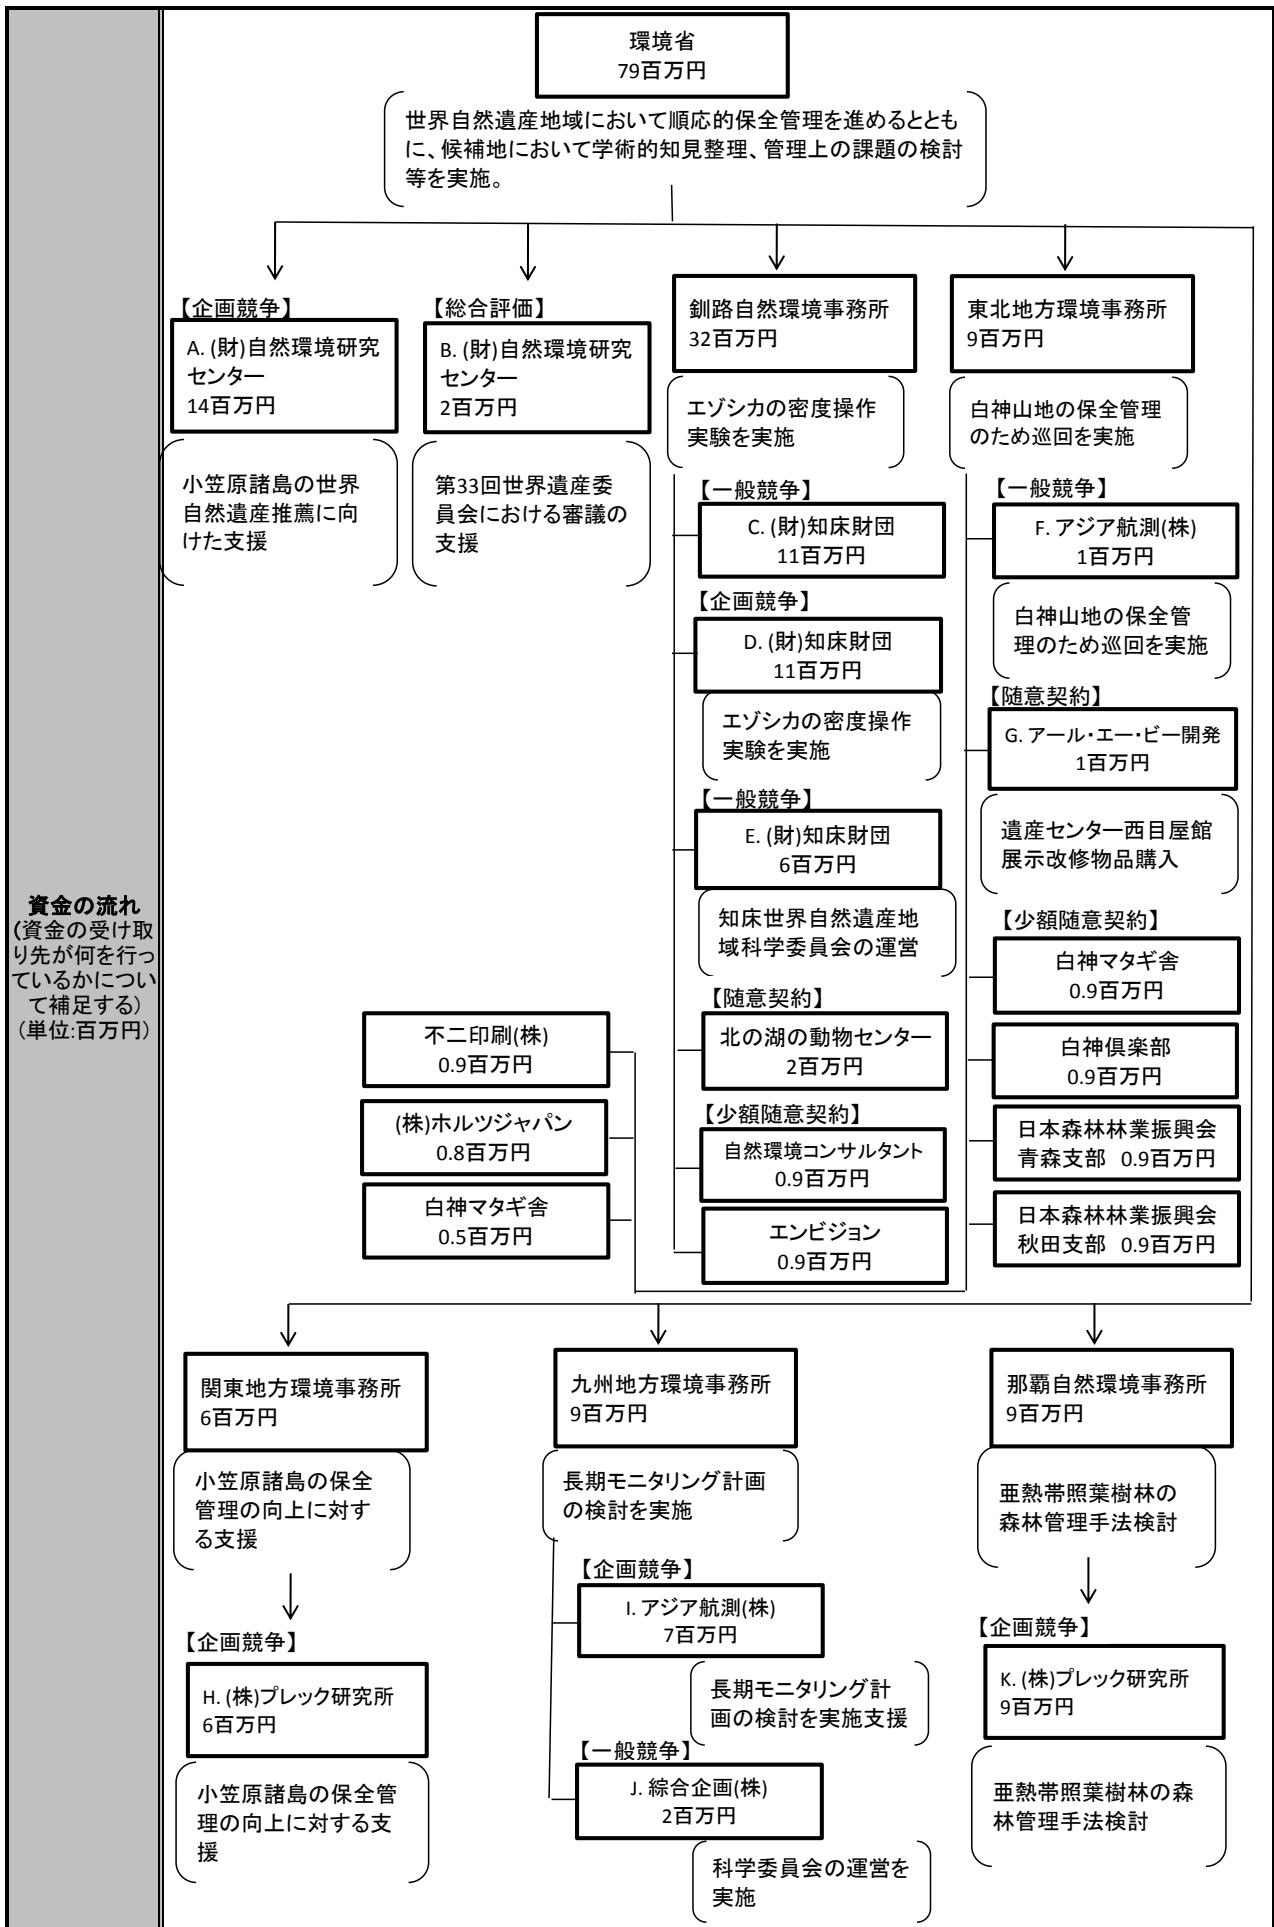 環境省
79百万円
世界自然遺産地域において順応的保全管理を進めるととも
に、候補地において学術的知見整理、管理上の課題の検討
等を実施。
【企画競争】
A. (財)自然環境研究
センター
14百万円
小笠原諸島の世界
自然遺産推薦に向
けた支援
【総合評価】
B. (財)自然環境研究
センター
2百万円
第33回世界遺産委
員会における審議の
支援
釧路自然環境事務所
32百万円
エゾシカの密度操作
実験を実施
【一般競争】
C. (財)知床財団
11百万円
【企画競争】
D. (財)知床財団
11百万円
エゾシカの密度操作
実験を実施
【一般競争】
E. (財)知床財団
6百万円
知床世界自然遺産地
域科学委員会の運営
【随意契約】
北の湖の動物センター
2百万円
【少額随意契約】
自然環境コンサルタント
0.9百万円
エンビジョン
0.9百万円
東北地方環境事務所
9百万円
白神山地の保全管理
のため巡回を実施
【一般競争】
F. アジア航測(株)
1百万円
白神山地の保全管
理のため巡回を実施
【随意契約】
G. アール・エー・ビー開発
1百万円
遺産センター西目屋館
展示改修物品購入
【少額随意契約】
白神マタギ舎
0.9百万円
白神倶楽部
0.9百万円
日本森林林業振興会
青森支部 0.9百万円
日本森林林業振興会
秋田支部 0.9百万円
不二印刷(株)
0.9百万円
(株)ホルツジャパン
0.8百万円
白神マタギ舎
0.5百万円
資金の流れ
(資金の受け取
り先が何を行っ
ているかについ
て補足する)
(単位:百万円)
関東地方環境事務所
6百万円
小笠原諸島の保全
管理の向上に対す
る支援
【企画競争】
H. (株)プレック研究所
6百万円
小笠原諸島の保全管
理の向上に対する支
援
九州地方環境事務所
9百万円
長期モニタリング計画
の検討を実施
【企画競争】
I. アジア航測(株)
7百万円
長期モニタリング計
画の検討を実施支援
【一般競争】
J. 綜合企画(株)
2百万円
科学委員会の運営を
実施
那覇自然環境事務所
9百万円
亜熱帯照葉樹林の
森林管理手法検討
【企画競争】
K. (株)プレック研究所
9百万円
亜熱帯照葉樹林の森
林管理手法検討